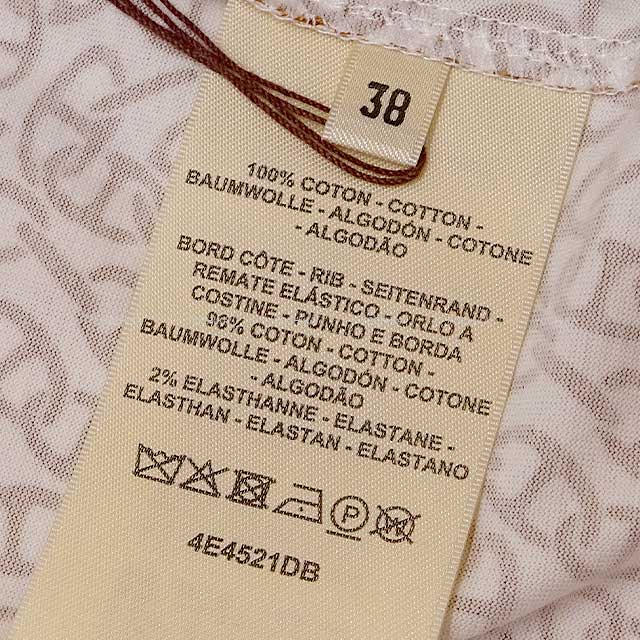 38
100% COTON - COTTON -
BAUMWOLLE - ALGODÓN - COTONE
- ALGODÃO
BORD CÔTE - RIB - SEITENRAND -
REMATE ELÁSTICO - ORLO A
COSTINE - PUNHO E BORDA
98% COTON - COTTON -
BAUMWOLLE - ALGODÓN - COTONE
- ALGODÃO
2% ELASTHANNE - ELASTANE -
ELASTHAN - ELASTAN - ELASTANO
P W
4E4521DB